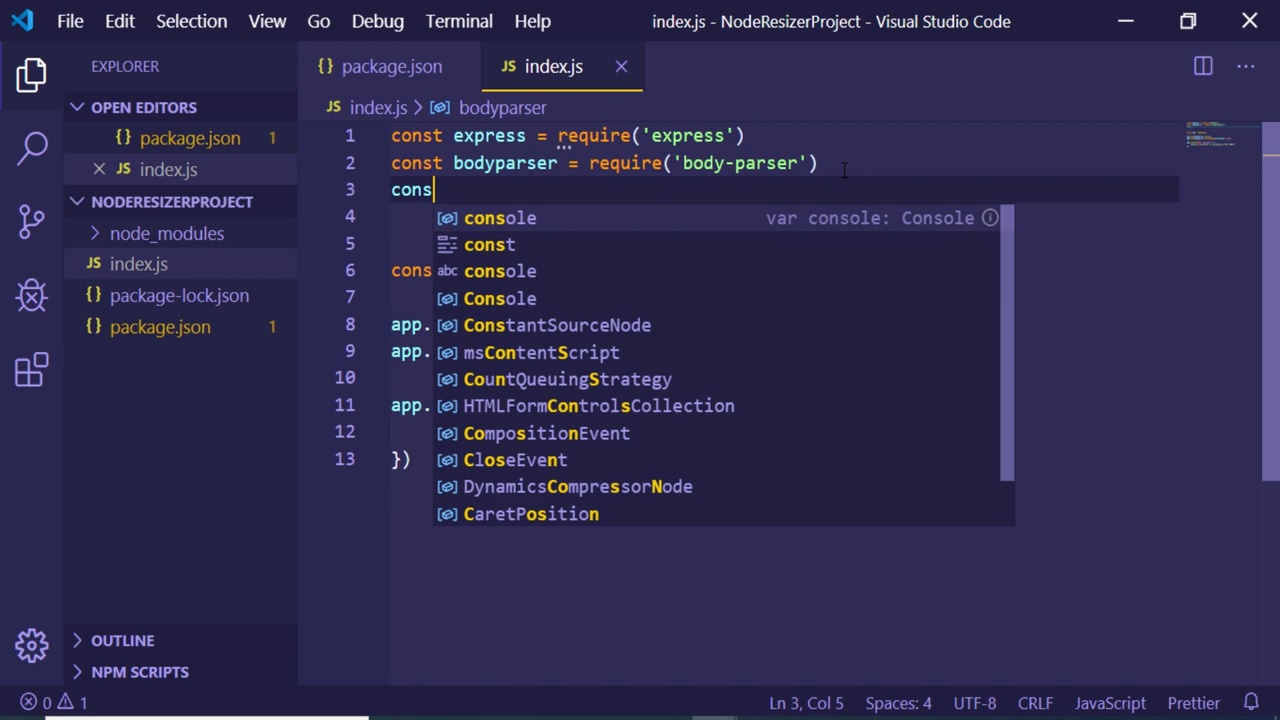 File Edit Selection View Go Debug Terminal Help index.js - NodeResizerProject - Visual Studio Code
EXPLORER
OPEN EDITORS
{} package.json 1
JS index.js
NODERESIZERPROJECT
node_modules
JS index.js
{} package-lock.json
{} package.json 1
OUTLINE
NPM SCRIPTS
{} package.json
JS index.js
JS index.js > bodyparser
1 const express = require('express')
2 const bodyparser = require('body-parser')
3 cons
4
5
6 cons
7
8 app.
9 app.
10
11 app.
12
13 })
console var console: Console
const
abc console
Console
ConstantSourceNode
msContentScript
CountQueuingStrategy
HTMLFormControlsCollection
CompositionEvent
CloseEvent
DynamicsCompressorNode
CaretPosition
0 1 Ln 3, Col 5 Spaces: 4 UTF-8 CRLF JavaScript Prettier